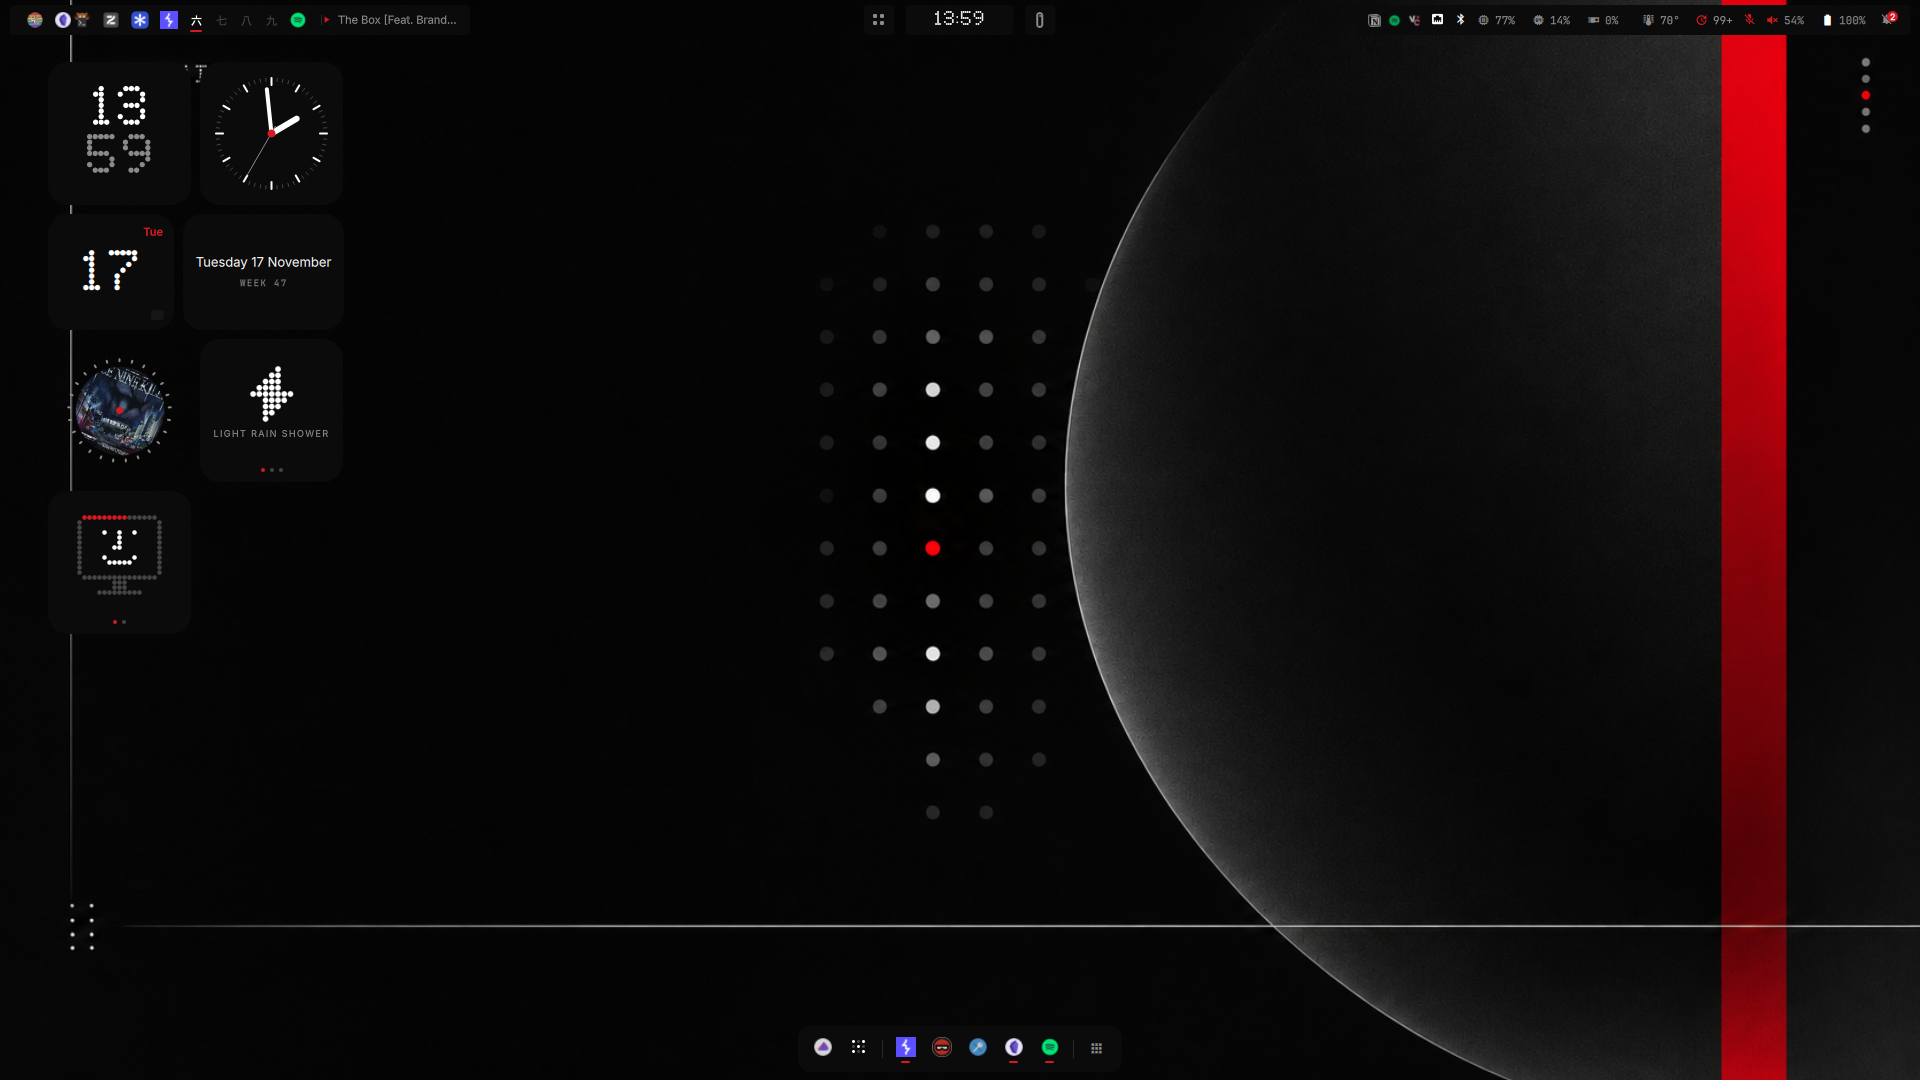 六 七 八 九 The Box [Feat. Brand...
13:59
77% 14% 0% 70° 99+ 54% 100% 2
13
59
Tue
17
Tuesday 17 November
WEEK 47
LIGHT RAIN SHOWER